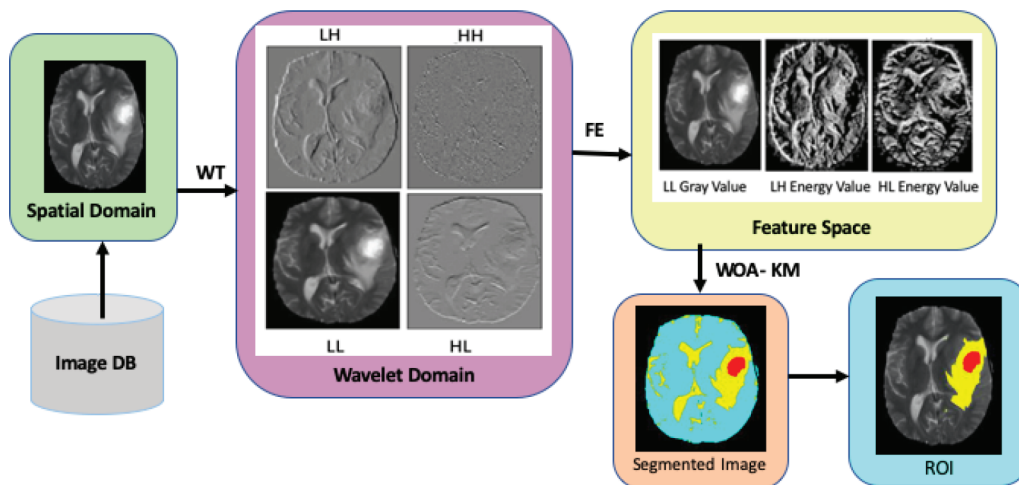 Image DB
Spatial Domain
WT
LH
HH
LL
HL
Wavelet Domain
FE
LL Gray Value
LH Energy Value
HL Energy Value
Feature Space
WOA- KM
Segmented Image
ROI